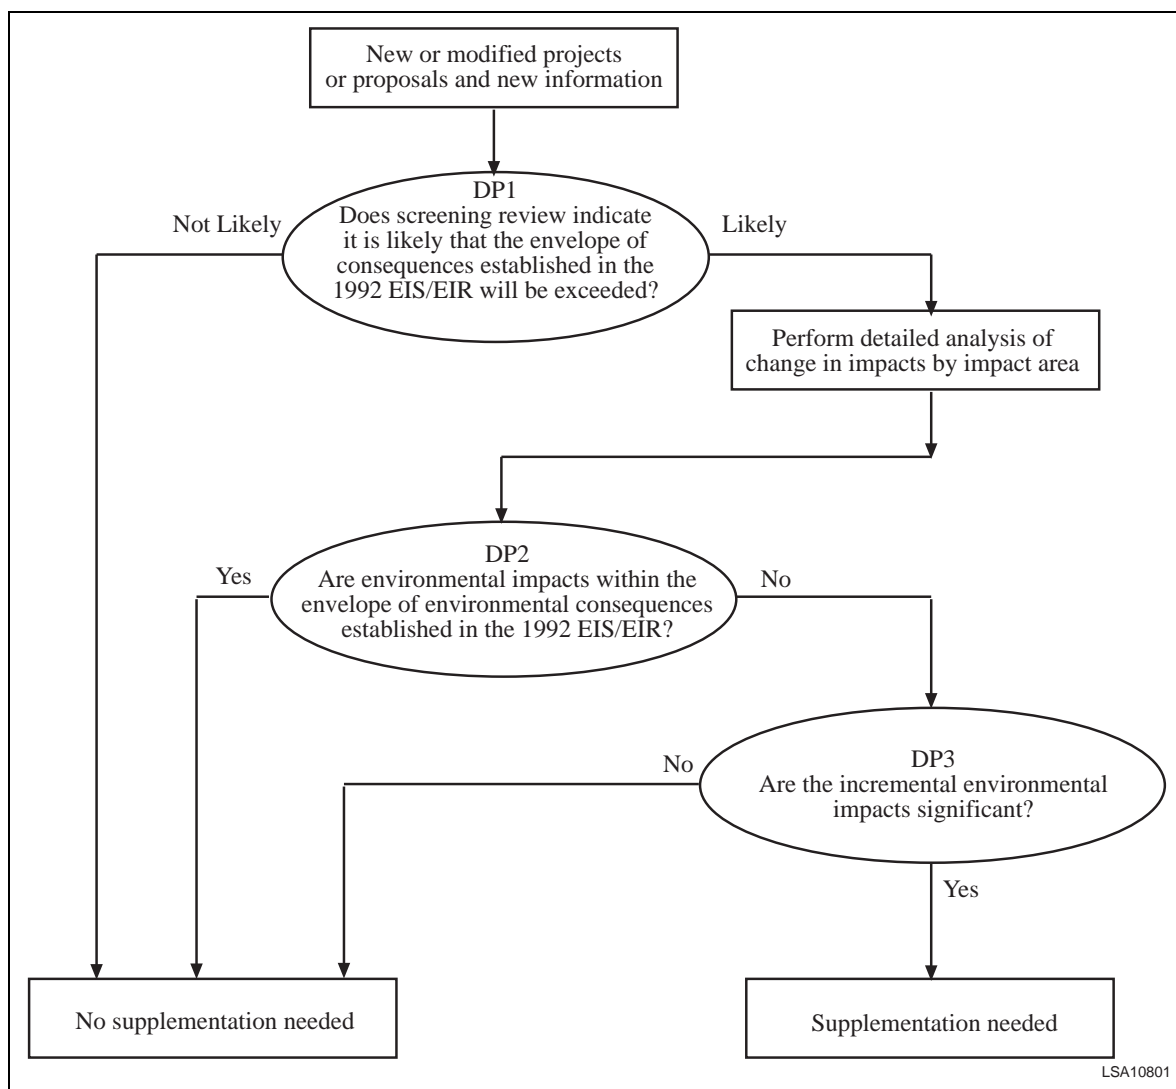 New or modified projects
or proposals and new information
DP1
Does screening review indicate
it is likely that the envelope of
consequences established in the
1992 EIS/EIR will be exceeded?
Not Likely
Likely
Perform detailed analysis of
change in impacts by impact area
DP2
Are environmental impacts within the
envelope of environmental consequences
established in the 1992 EIS/EIR?
Yes
No
DP3
Are the incremental environmental
impacts significant?
No
Yes
No supplementation needed
Supplementation needed
LSA10801